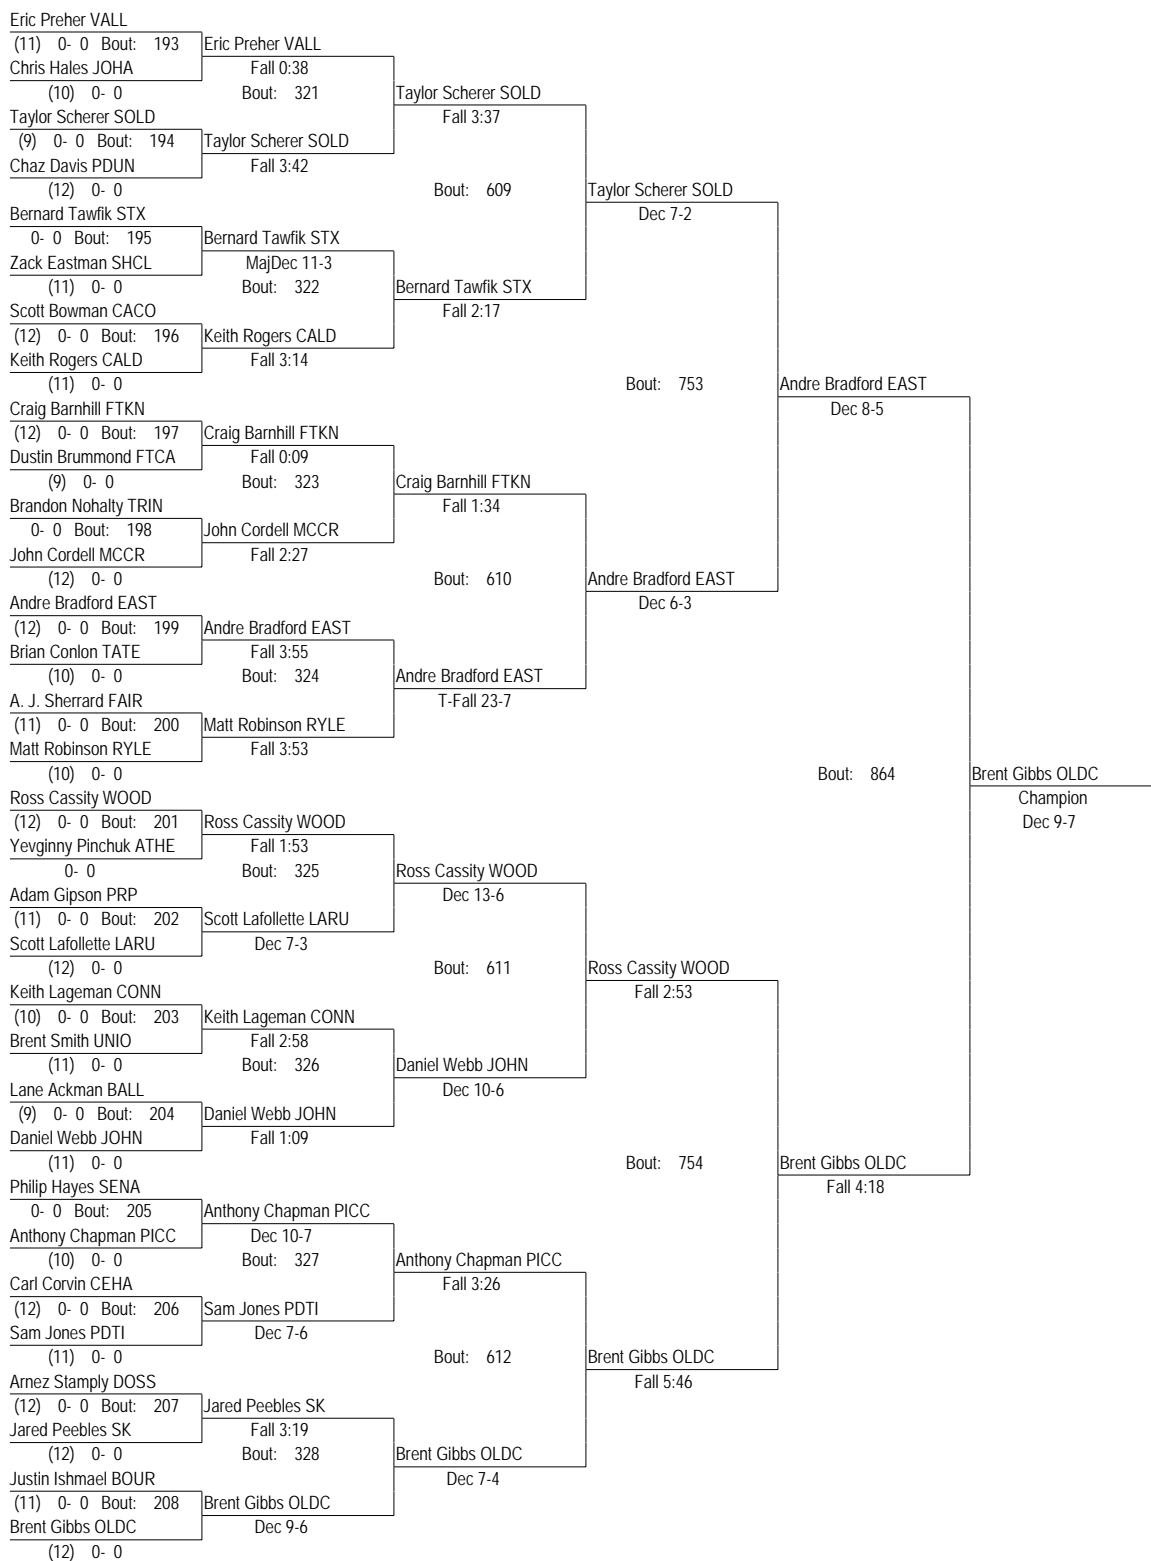 Eric Preher VALL
(11) 0- 0 Bout: 193 Eric Preher VALL
Chris Hales JOHA Fall 0:38
(10) 0- 0 Bout: 321 Taylor Scherer SOLD
Taylor Scherer SOLD Fall 3:37
(9) 0- 0 Bout: 194 Taylor Scherer SOLD
Chaz Davis PDUN Fall 3:42
(12) 0- 0 Bout: 609 Taylor Scherer SOLD
Bernard Tawfik STX Dec 7-2
0- 0 Bout: 195 Bernard Tawfik STX
Zack Eastman SHCL MajDec 11-3
(11) 0- 0 Bout: 322 Bernard Tawfik STX
Scott Bowman CACO Fall 2:17
(12) 0- 0 Bout: 196 Keith Rogers CALD
Keith Rogers CALD Fall 3:14
(11) 0- 0 Bout: 753 Andre Bradford EAST
Craig Barnhill FTKN Dec 8-5
(12) 0- 0 Bout: 197 Craig Barnhill FTKN
Dustin Brummond FTCA Fall 0:09
(9) 0- 0 Bout: 323 Craig Barnhill FTKN
Brandon Nohalty TRIN Fall 1:34
0- 0 Bout: 198 John Cordell MCCR
John Cordell MCCR Fall 2:27
(12) 0- 0 Bout: 610 Andre Bradford EAST
Andre Bradford EAST Dec 6-3
(12) 0- 0 Bout: 199 Andre Bradford EAST
Brian Conlon TATE Fall 3:55
(10) 0- 0 Bout: 324 Andre Bradford EAST
A. J. Sherrard FAIR T-Fall 23-7
(11) 0- 0 Bout: 200 Matt Robinson RYLE
Matt Robinson RYLE Fall 3:53
(10) 0- 0 Bout: 864 Brent Gibbs OLDC
Ross Cassity WOOD Champion
(12) 0- 0 Bout: 201 Ross Cassity WOOD Dec 9-7
Yevginny Pinchuk ATHE Fall 1:53
0- 0 Bout: 325 Ross Cassity WOOD
Adam Gipson PRP Dec 13-6
(11) 0- 0 Bout: 202 Scott Lafollette LARU
Scott Lafollette LARU Dec 7-3
(12) 0- 0 Bout: 611 Ross Cassity WOOD
Keith Lageman CONN Fall 2:53
(10) 0- 0 Bout: 203 Keith Lageman CONN
Brent Smith UNIO Fall 2:58
(11) 0- 0 Bout: 326 Daniel Webb JOHN
Lane Ackman BALL Dec 10-6
(9) 0- 0 Bout: 204 Daniel Webb JOHN
Daniel Webb JOHN Fall 1:09
(11) 0- 0 Bout: 754 Brent Gibbs OLDC
Philip Hayes SENA Fall 4:18
0- 0 Bout: 205 Anthony Chapman PICC
Anthony Chapman PICC Dec 10-7
(10) 0- 0 Bout: 327 Anthony Chapman PICC
Carl Corvin CEHA Fall 3:26
(12) 0- 0 Bout: 206 Sam Jones PDTI
Sam Jones PDTI Dec 7-6
(11) 0- 0 Bout: 612 Brent Gibbs OLDC
Arnez Stamply DOSS Fall 5:46
(12) 0- 0 Bout: 207 Jared Peebles SK
Jared Peebles SK Fall 3:19
(12) 0- 0 Bout: 328 Brent Gibbs OLDC
Justin Ishmael BOUR Dec 7-4
(11) 0- 0 Bout: 208 Brent Gibbs OLDC
Brent Gibbs OLDC Dec 9-6
(12) 0- 0